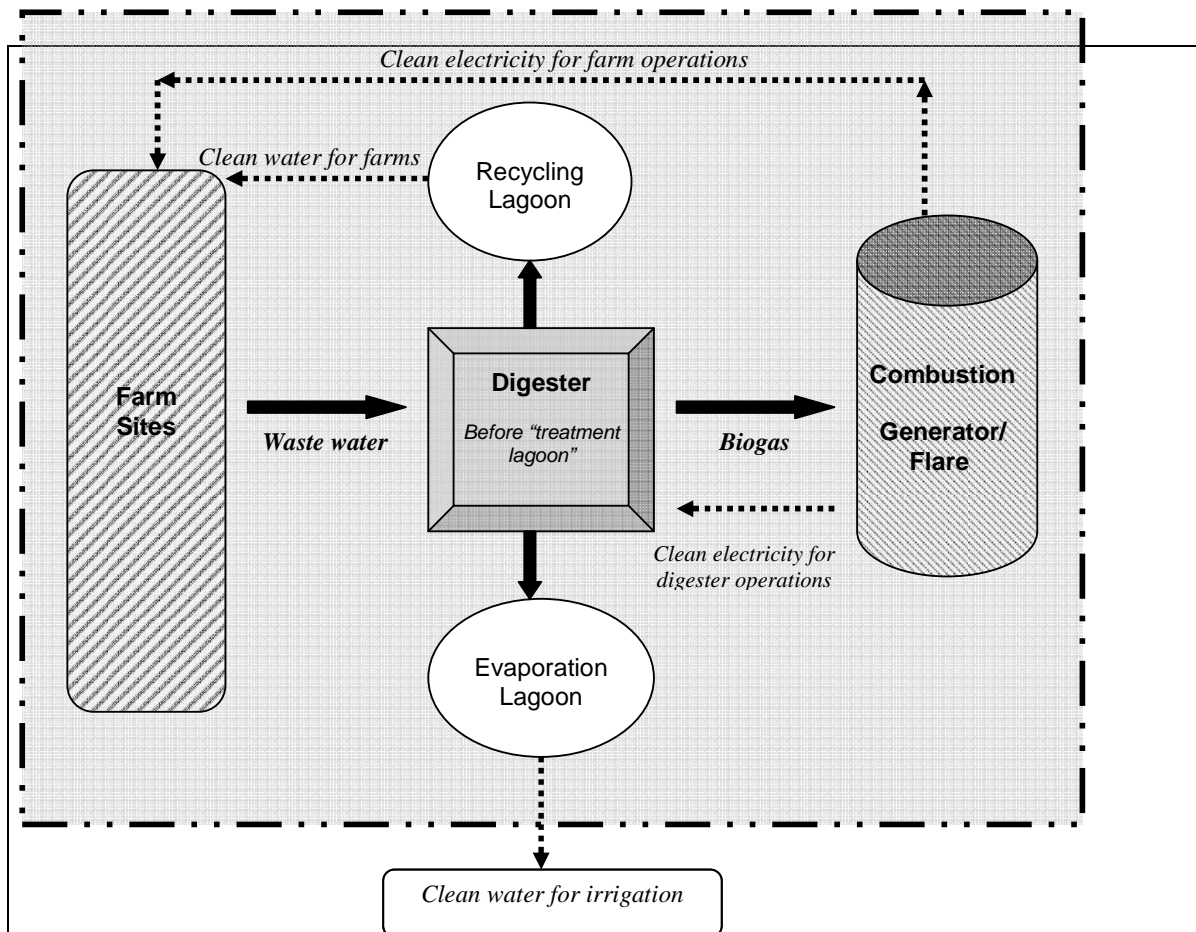 Clean electricity for farm operations
Clean water for farms
Recycling
Lagoon
Farm
Sites
Waste water
Digester
Before “treatment
lagoon”
Biogas
Combustion
Generator/
Flare
Clean electricity for
digester operations
Evaporation
Lagoon
Clean water for irrigation